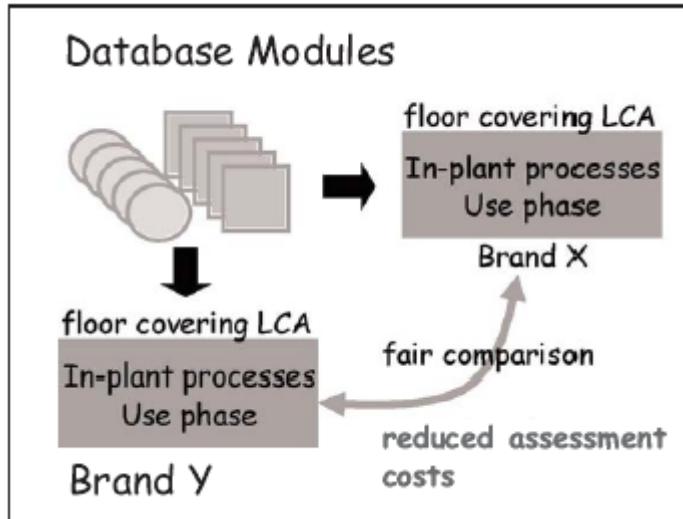 Database Modules
floor covering LCA
In-plant processes
Use phase
Brand X
floor covering LCA
In-plant processes
Use phase
Brand Y
fair comparison
reduced assessment
costs